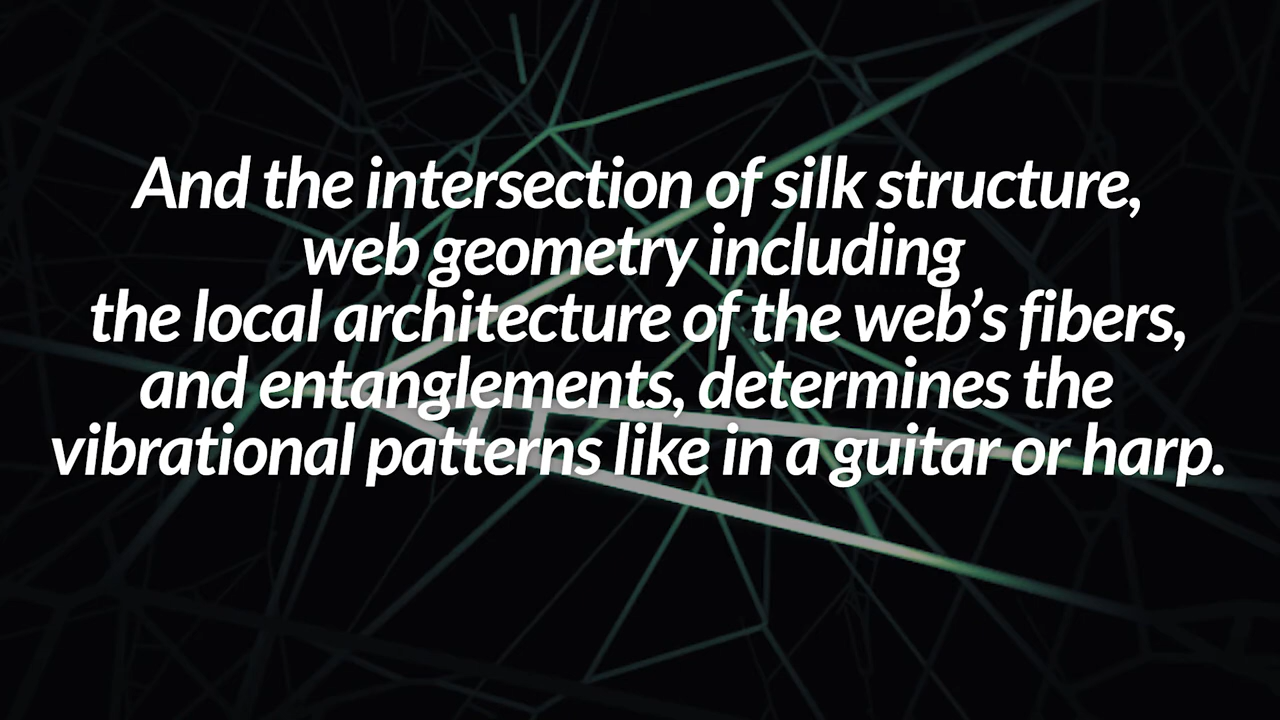 And the intersection of silk structure,
web geometry including
the local architecture of the web’s fibers,
and entanglements, determines the
vibrational patterns like in a guitar or harp.